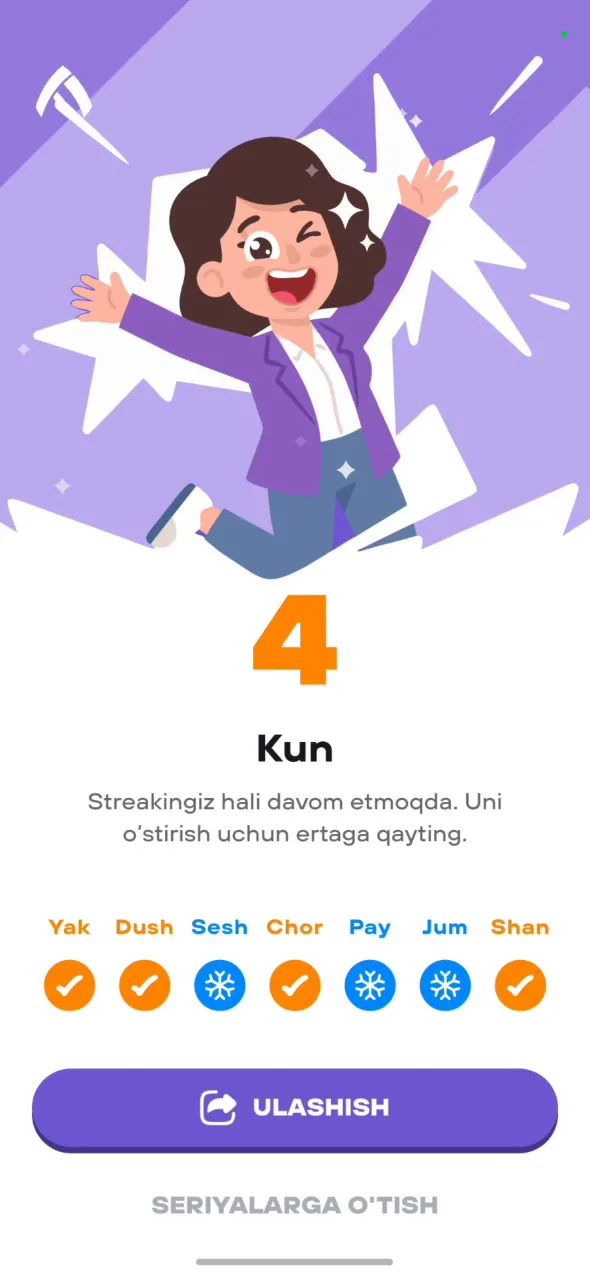 4
Kun
Streakingiz hali davom etmoqda. Uni
o‘stirish uchun ertaga qayting.
Yak Dush Sesh Chor Pay Jum Shan
ULASHISH
SERIYALARGA O'TISH